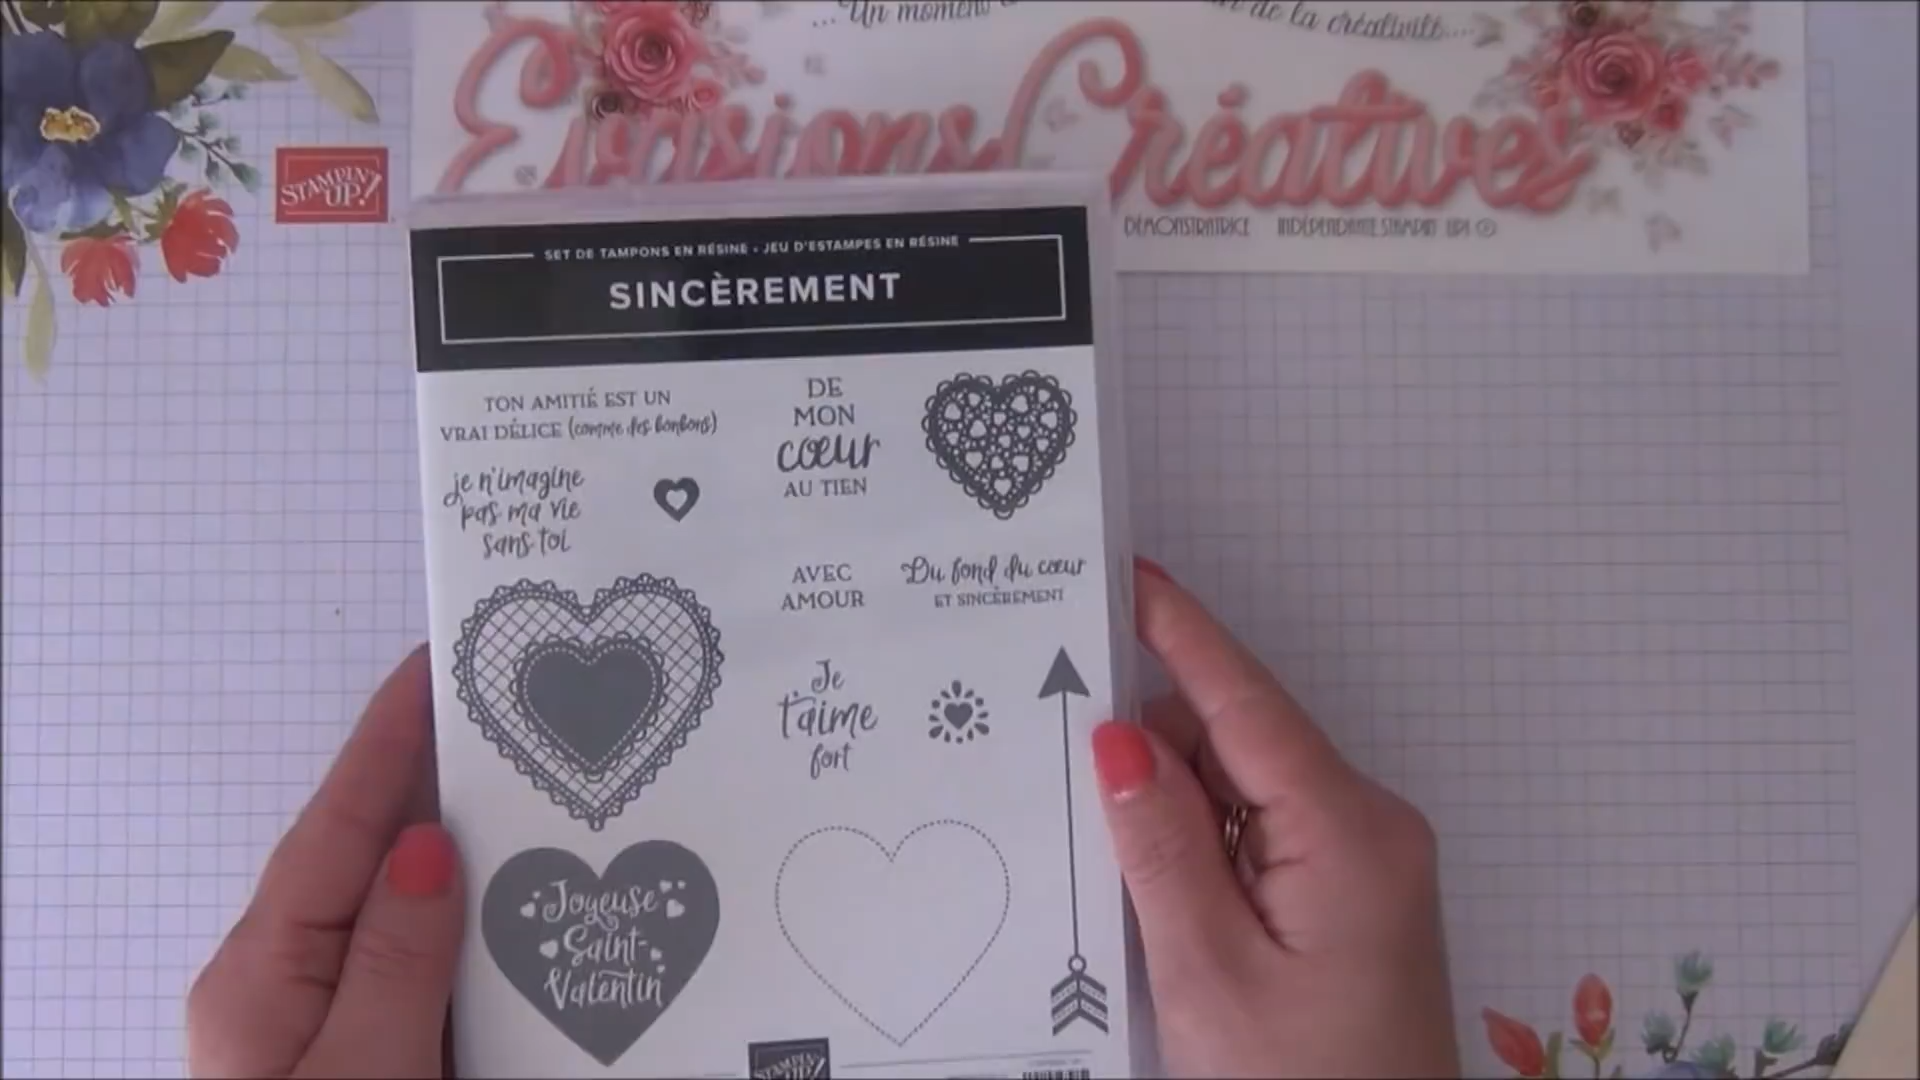 ...Un moment
de la créativité....
Evasions Créatives
DÉMONSTRATRICE INDÉPENDANTE STAMPIN' UP! ®
STAMPIN' UP!
SET DE TAMPONS EN RÉSINE • JEU D'ESTAMPES EN RÉSINE
SINCÈREMENT
TON AMITIÉ EST UN
VRAI DÉLICE (comme des bonbons)
je n'imagine
pas ma vie
sans toi
DE
MON
cœur
AU TIEN
AVEC
AMOUR
Du fond du cœur
ET SINCÈREMENT
Je
t'aime
fort
Joyeuse
Saint-
Valentin
STAMPIN'
UP!